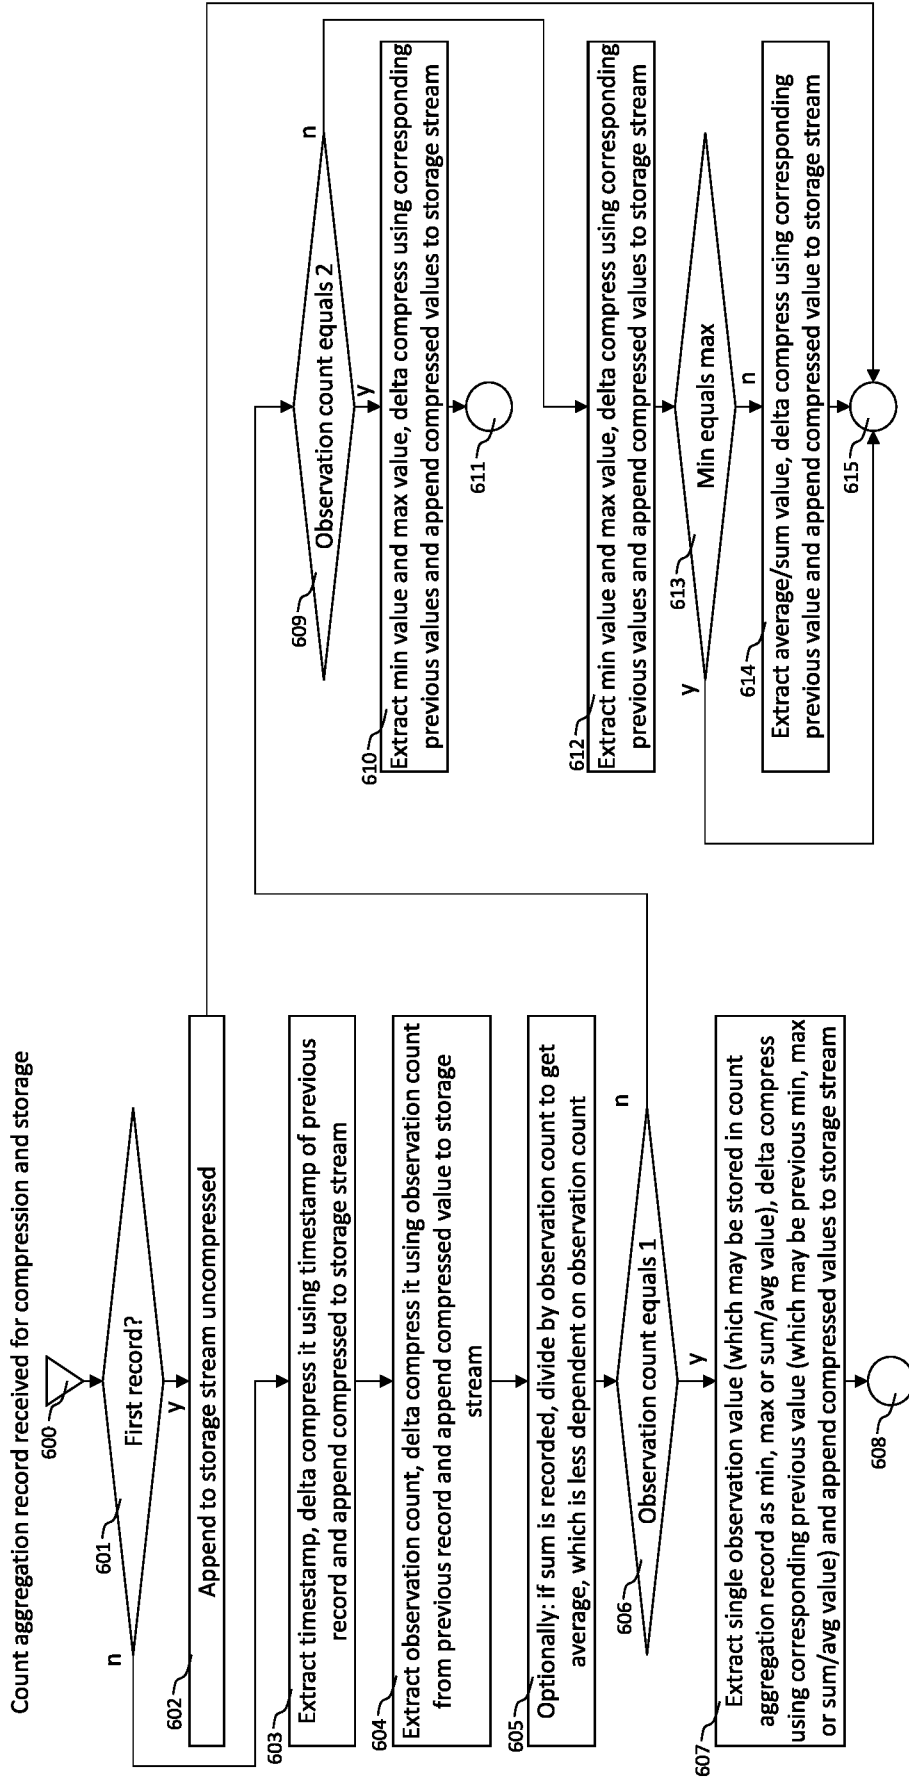 Count aggregation record received for compression and storage
600
601
First record?
n
y
602
Append to storage stream uncompressed
603
Extract timestamp, delta compress it using timestamp of previous
record and append compressed to storage stream
604
Extract observation count, delta compress it using observation count
from previous record and append compressed value to storage
stream
605
Optionally: if sum is recorded, divide by observation count to get
average, which is less dependent on observation count
606
Observation count equals 1
n
y
607
Extract single observation value (which may be stored in count
aggregation record as min, max or sum/avg value), delta compress
using corresponding previous value (which may be previous min, max
or sum/avg value) and append compressed values to storage stream
608
609
Observation count equals 2
n
y
610
Extract min value and max value, delta compress using corresponding
previous values and append compressed values to storage stream
611
612
Extract min value and max value, delta compress using corresponding
previous values and append compressed values to storage stream
613
Min equals max
y
n
614
Extract average/sum value, delta compress using corresponding
previous value and append compressed value to storage stream
615